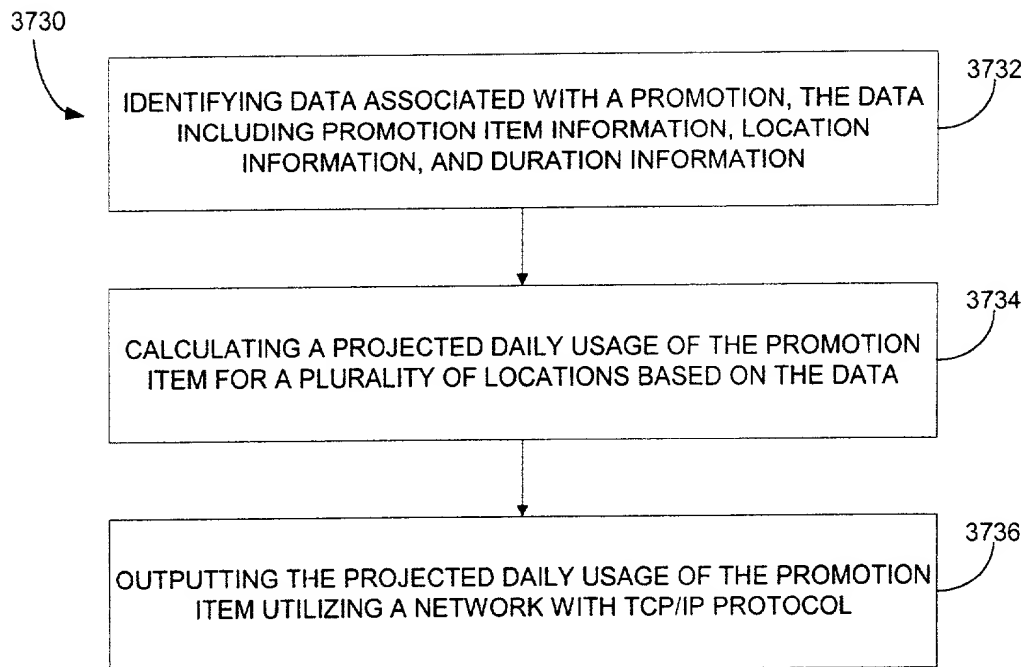 3730
3732
IDENTIFYING DATA ASSOCIATED WITH A PROMOTION, THE DATA
INCLUDING PROMOTION ITEM INFORMATION, LOCATION
INFORMATION, AND DURATION INFORMATION
3734
CALCULATING A PROJECTED DAILY USAGE OF THE PROMOTION
ITEM FOR A PLURALITY OF LOCATIONS BASED ON THE DATA
3736
OUTPUTTING THE PROJECTED DAILY USAGE OF THE PROMOTION
ITEM UTILIZING A NETWORK WITH TCP/IP PROTOCOL